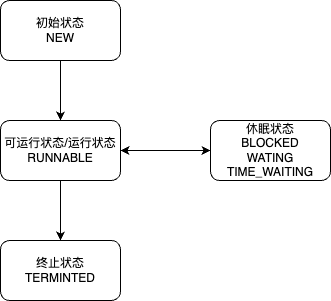 初始状态
NEW
可运行状态/运行状态
RUNNABLE
休眠状态
BLOCKED
WATING
TIME_WAITING
终止状态
TERMINTED